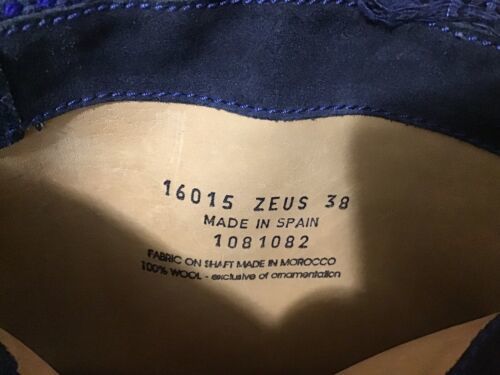 16015 ZEUS 38
MADE IN SPAIN
1081082
FABRIC ON SHAFT MADE IN MOROCCO
100% WOOL - exclusive of ornamentation